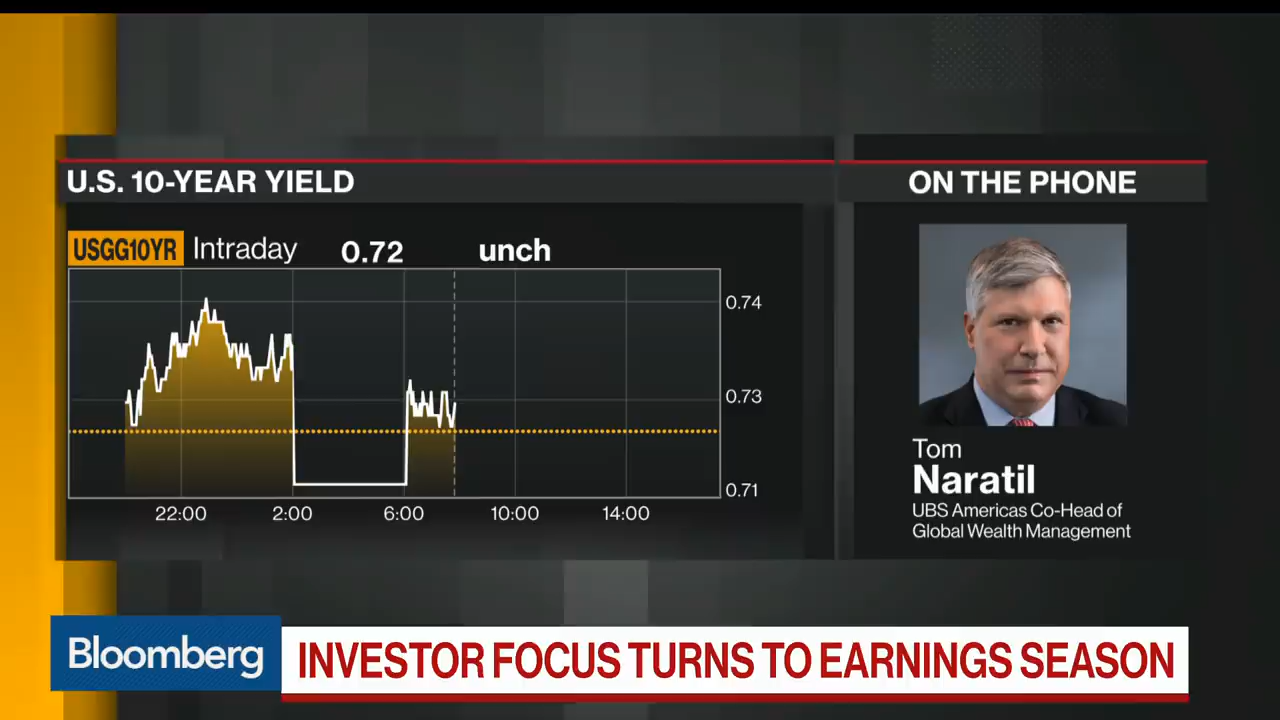 U.S. 10-YEAR YIELD
USGG10YR Intraday 0.72 unch
0.74
0.73
0.71
22:00 2:00 6:00 10:00 14:00
ON THE PHONE
Tom
Naratil
UBS Americas Co-Head of
Global Wealth Management
Bloomberg
INVESTOR FOCUS TURNS TO EARNINGS SEASON